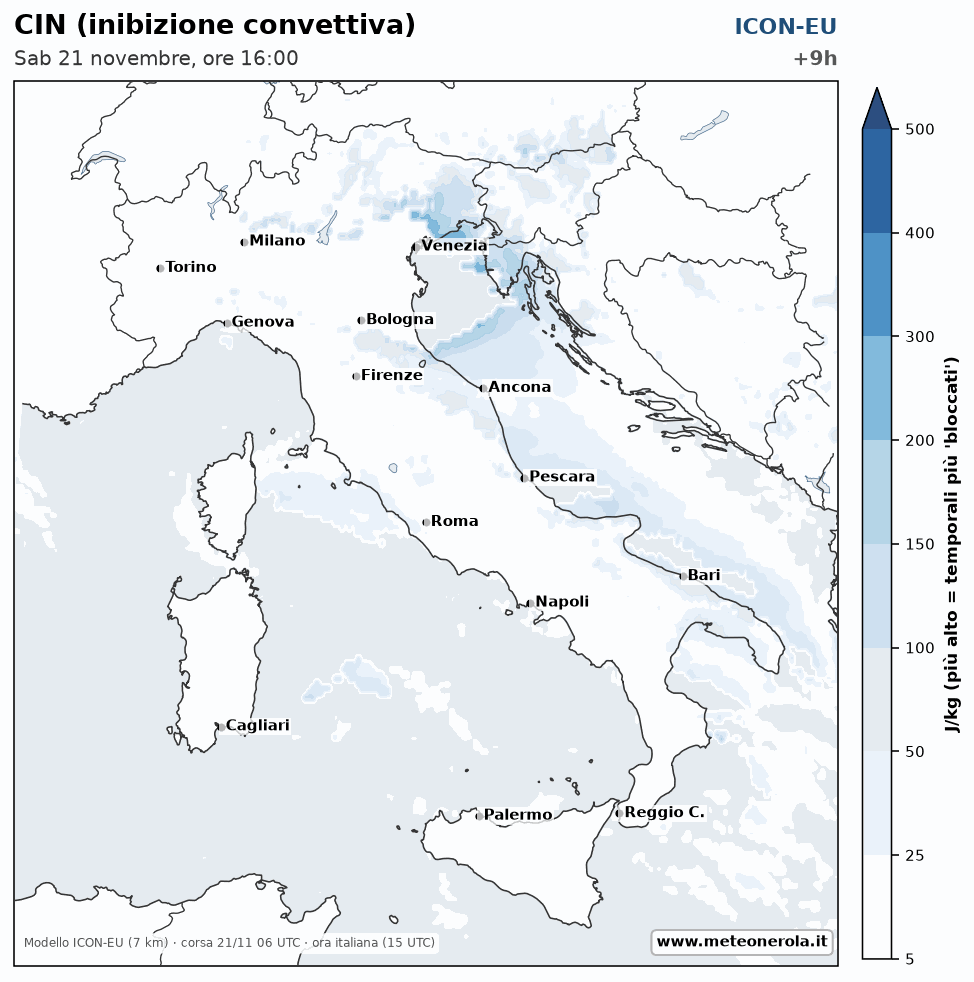 CIN (inibizione convettiva)
ICON-EU
Sab 21 novembre, ore 16:00
+9h
500
400
300
200
150
100
50
25
5
J/kg (più alto = temporali più 'bloccati')
Milano
Venezia
Torino
Genova
Bologna
Firenze
Ancona
Pescara
Roma
Bari
Napoli
Cagliari
Palermo
Reggio C.
Modello ICON-EU (7 km) · corsa 21/11 06 UTC · ora italiana (15 UTC)
www.meteonerola.it